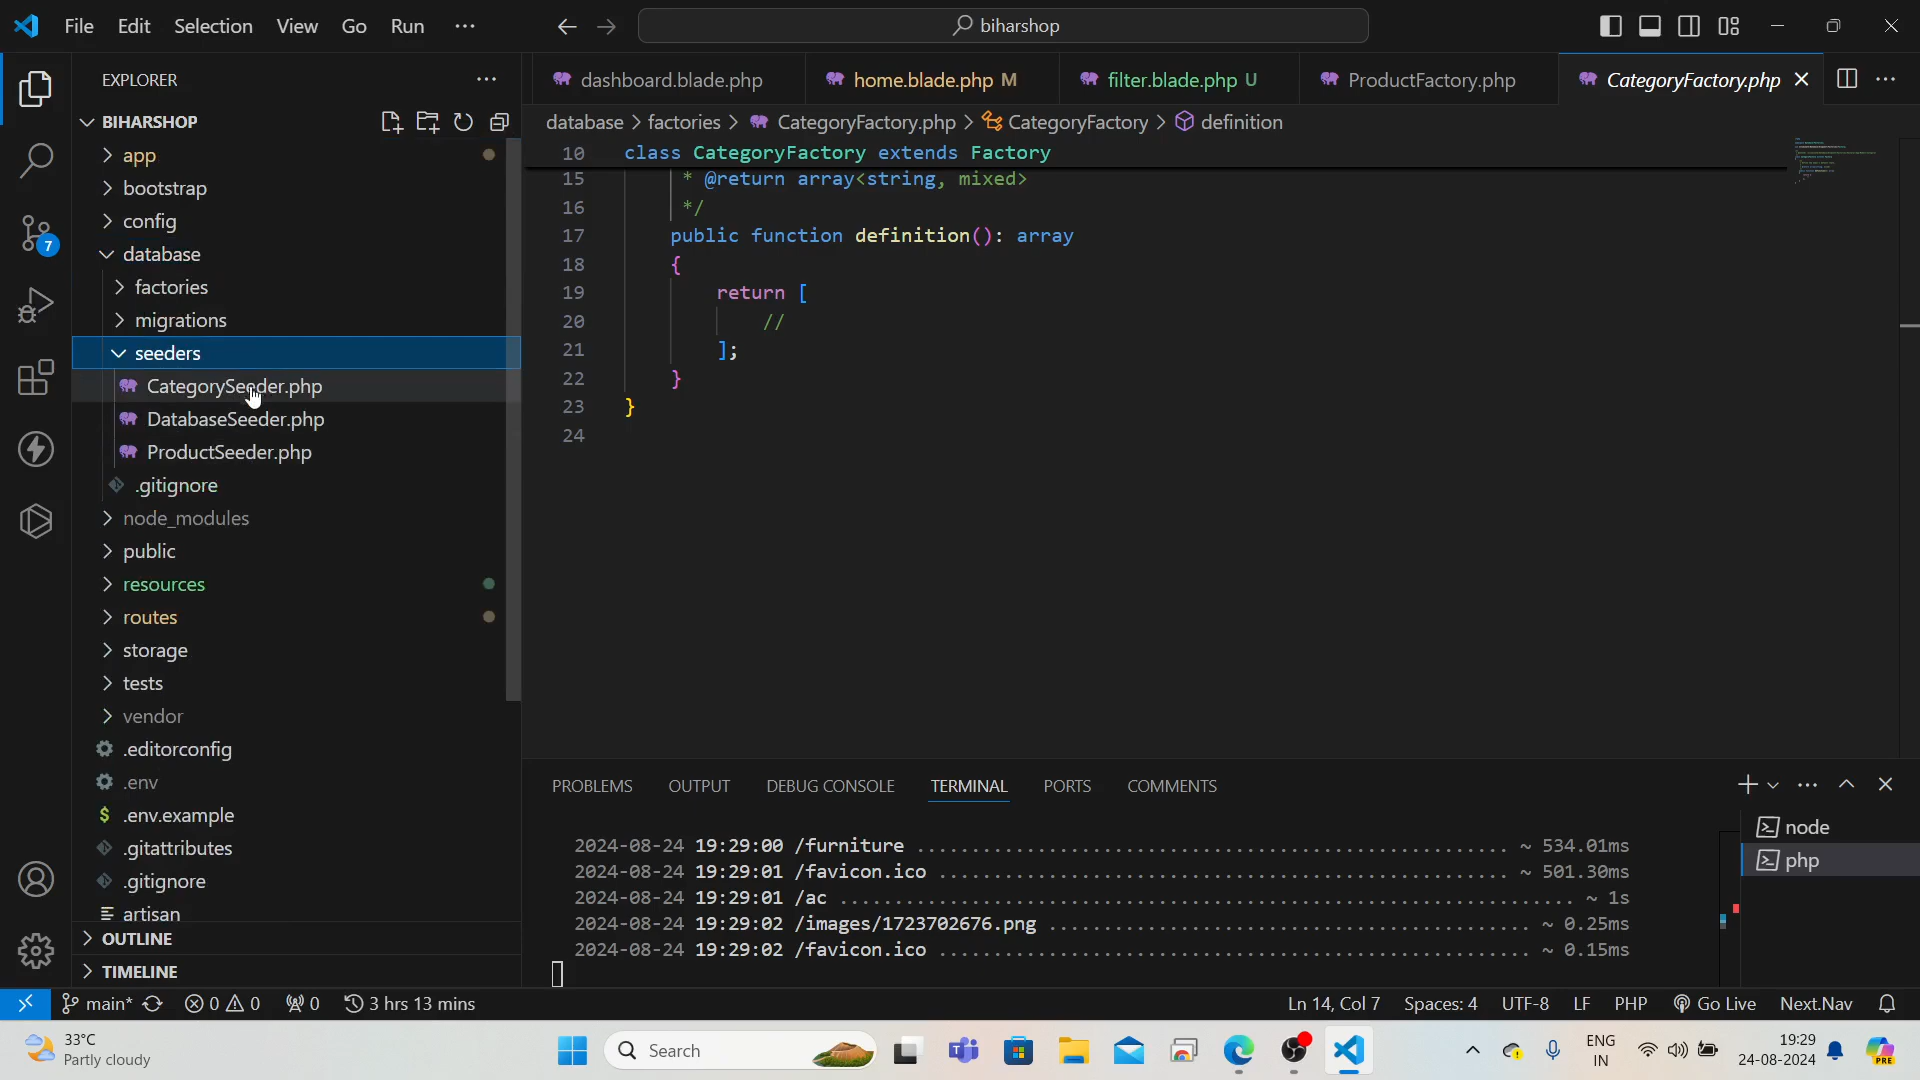 File Edit Selection View Go Run ···
biharshop
EXPLORER
BIHARSHOP
app
bootstrap
config
database
factories
migrations
seeders
CategorySeeder.php
DatabaseSeeder.php
ProductSeeder.php
.gitignore
node_modules
public
resources
routes
storage
tests
vendor
.editorconfig
.env
.env.example
.gitattributes
.gitignore
artisan
OUTLINE
TIMELINE
dashboard.blade.php home.blade.php M filter.blade.php U ProductFactory.php CategoryFactory.php
database > factories > CategoryFactory.php > CategoryFactory > definition
10 class CategoryFactory extends Factory
15 * @return array<string, mixed>
16 */
17 public function definition(): array
18 {
19 return [
20 //
21 ];
22 }
23 }
24
PROBLEMS OUTPUT DEBUG CONSOLE TERMINAL PORTS COMMENTS
2024-08-24 19:29:00 /furniture ~ 534.01ms
2024-08-24 19:29:01 /favicon.ico ~ 501.30ms
2024-08-24 19:29:01 /ac ~ 1s
2024-08-24 19:29:02 /images/1723702676.png ~ 0.25ms
2024-08-24 19:29:02 /favicon.ico ~ 0.15ms
node
php
7
main* 0 0 0 3 hrs 13 mins Ln 14, Col 7 Spaces: 4 UTF-8 LF PHP Go Live Next.Nav
33°C
Partly cloudy
Search
ENG
IN
19:29
24-08-2024
PRE